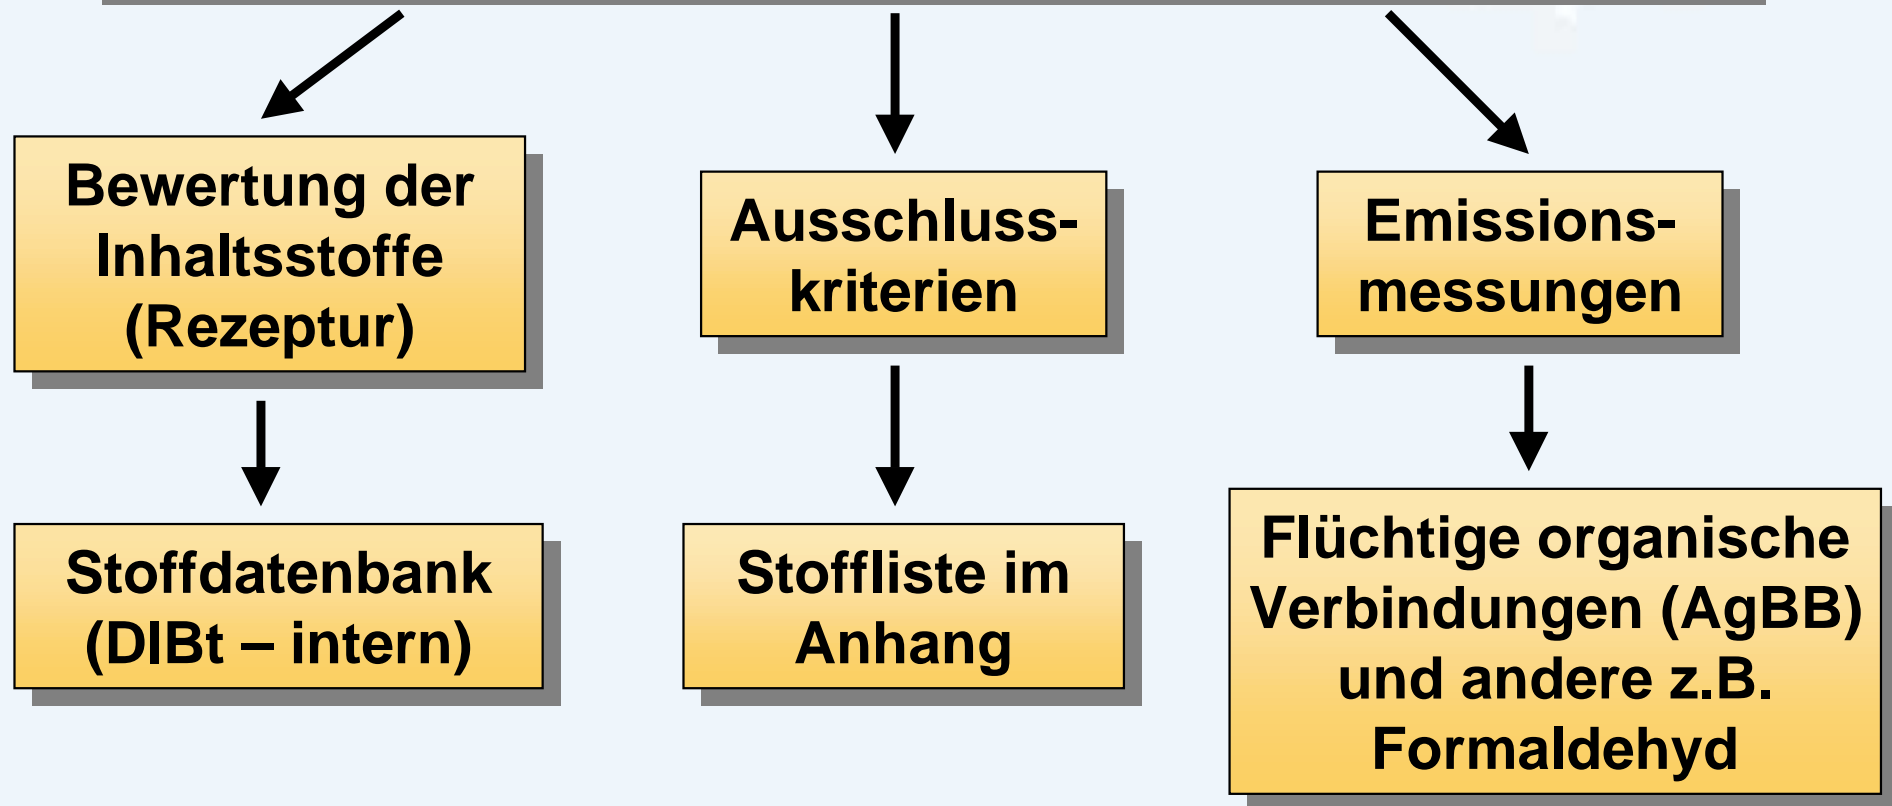 Bewertung der
Inhaltsstoffe
(Rezeptur)
Ausschluss-
kriterien
Emissions-
messungen
Stoffdatenbank
(DIBt – intern)
Stoffliste im
Anhang
Flüchtige organische
Verbindungen (AgBB)
und andere z.B.
Formaldehyd